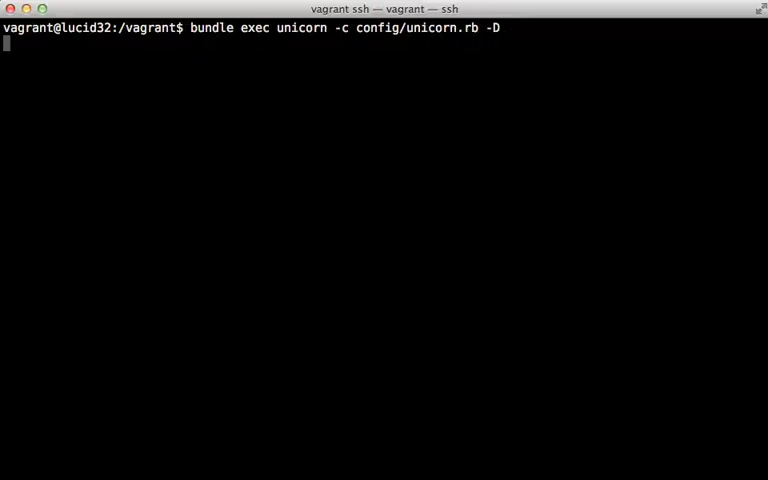 vagrant ssh — vagrant — ssh
vagrant@lucid32:/vagrant$ bundle exec unicorn -c config/unicorn.rb -D